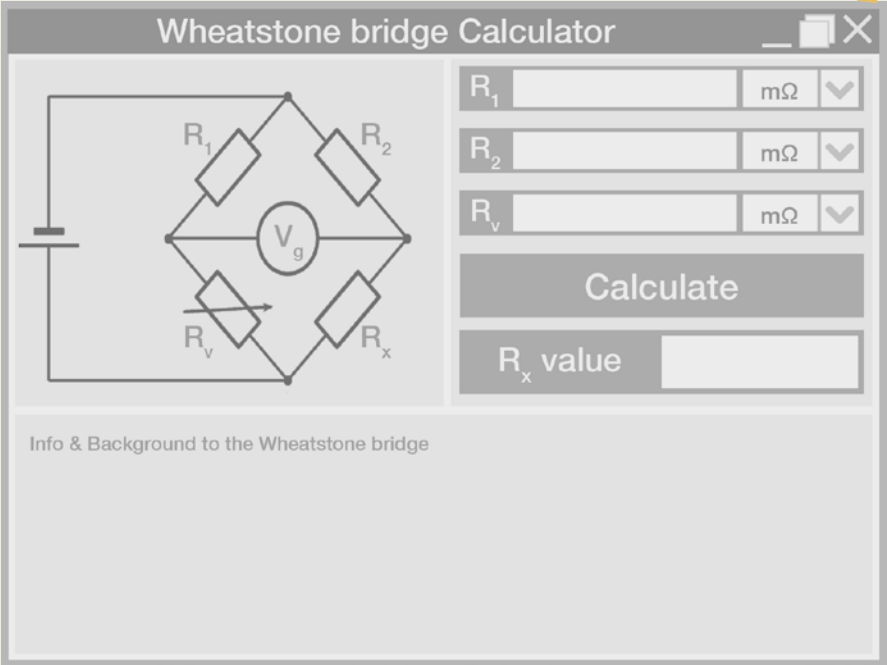 Wheatstone bridge Calculator
R1
R2
Vg
Rv
Rx
R1 mΩ
R2 mΩ
Rv mΩ
Calculate
Rx value
Info & Background to the Wheatstone bridge